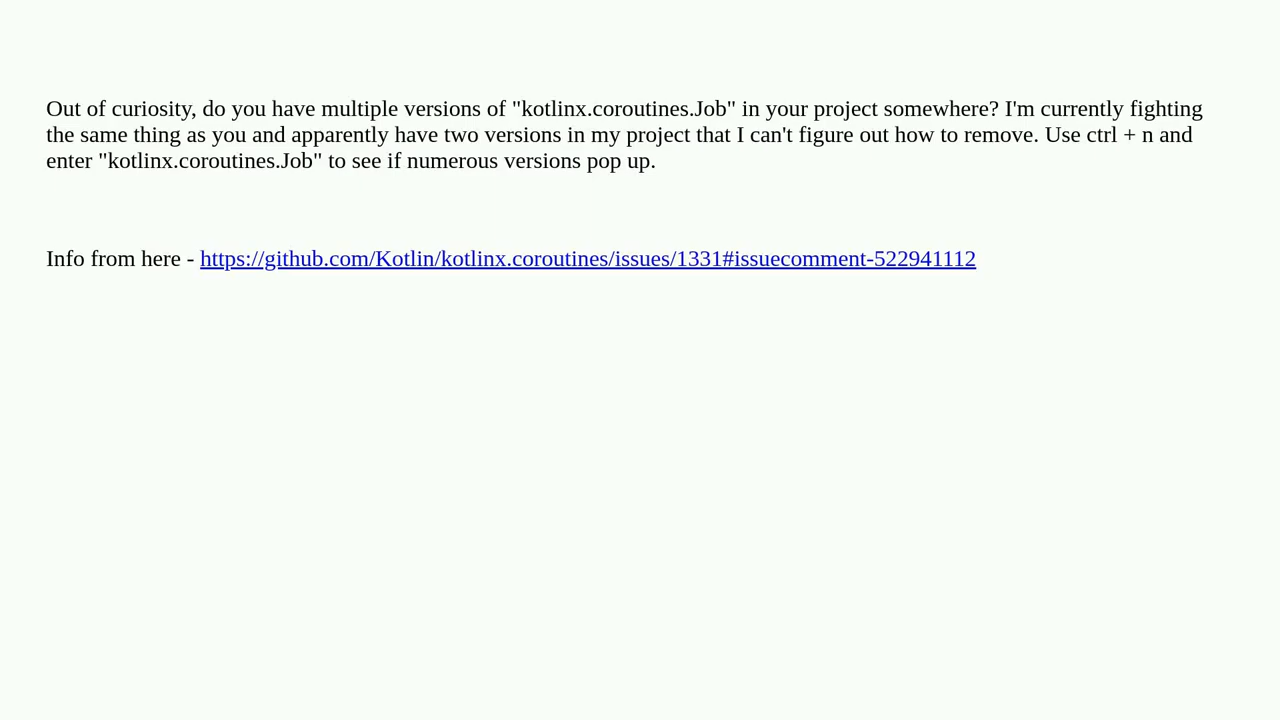 Out of curiosity, do you have multiple versions of "kotlinx.coroutines.Job" in your project somewhere? I'm currently fighting
the same thing as you and apparently have two versions in my project that I can't figure out how to remove. Use ctrl + n and
enter "kotlinx.coroutines.Job" to see if numerous versions pop up.
Info from here - https://github.com/Kotlin/kotlinx.coroutines/issues/1331#issuecomment-522941112